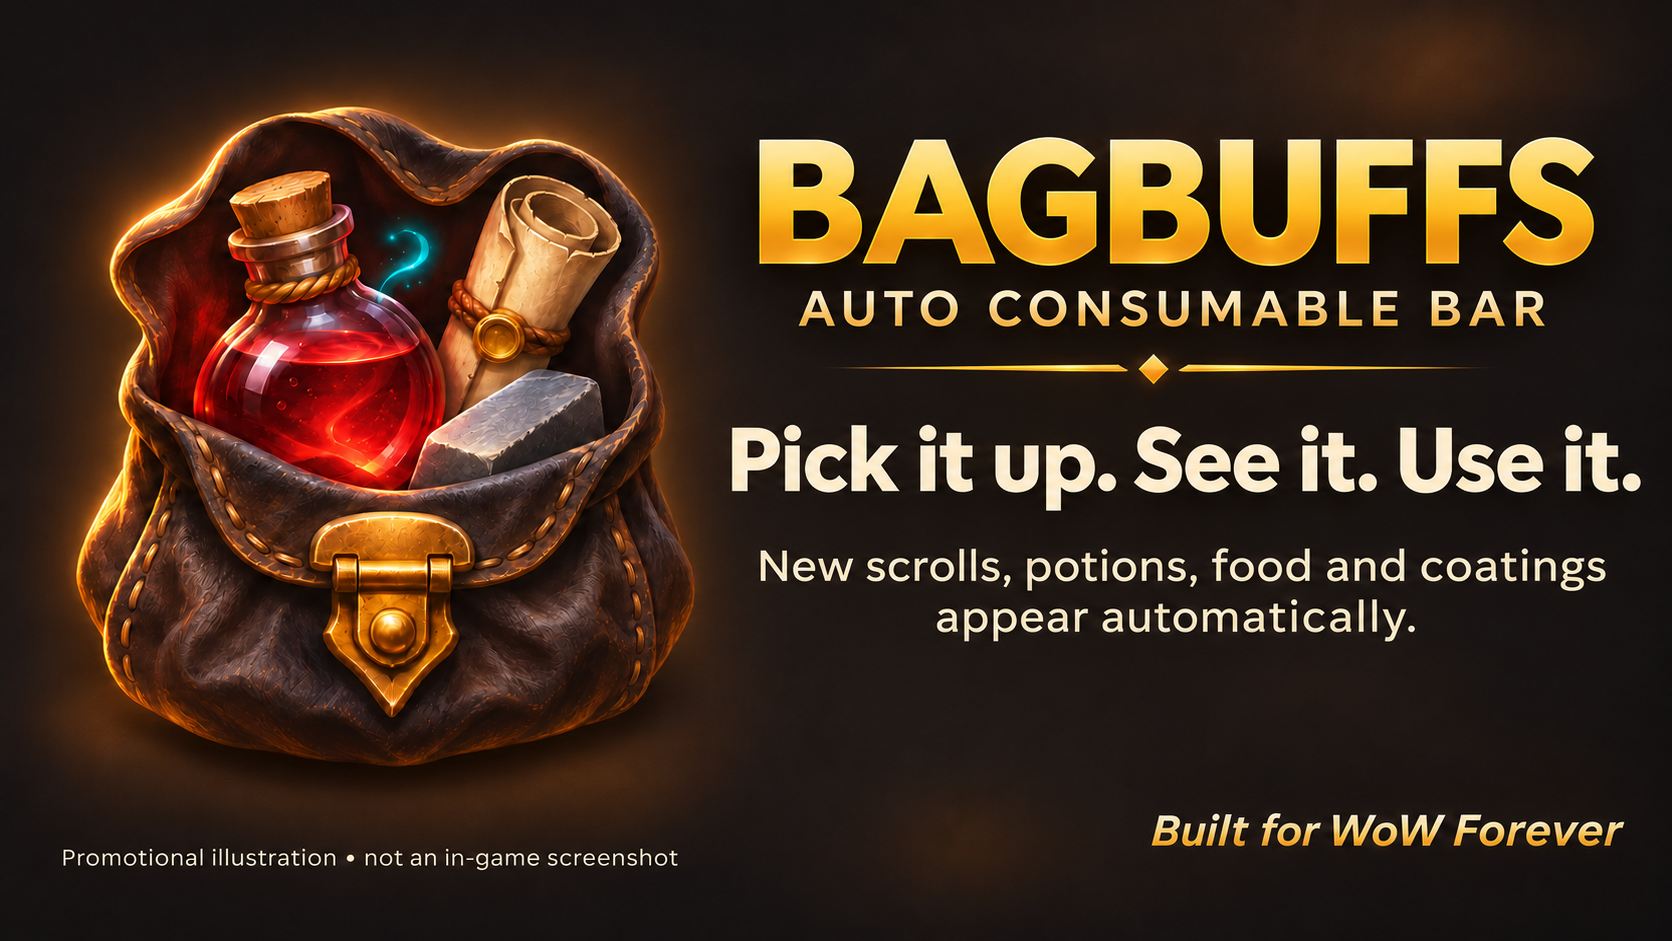 BAGBUFFS
AUTO CONSUMABLE BAR
Pick it up. See it. Use it.
New scrolls, potions, food and coatings
appear automatically.
Built for WoW Forever
Promotional illustration • not an in-game screenshot